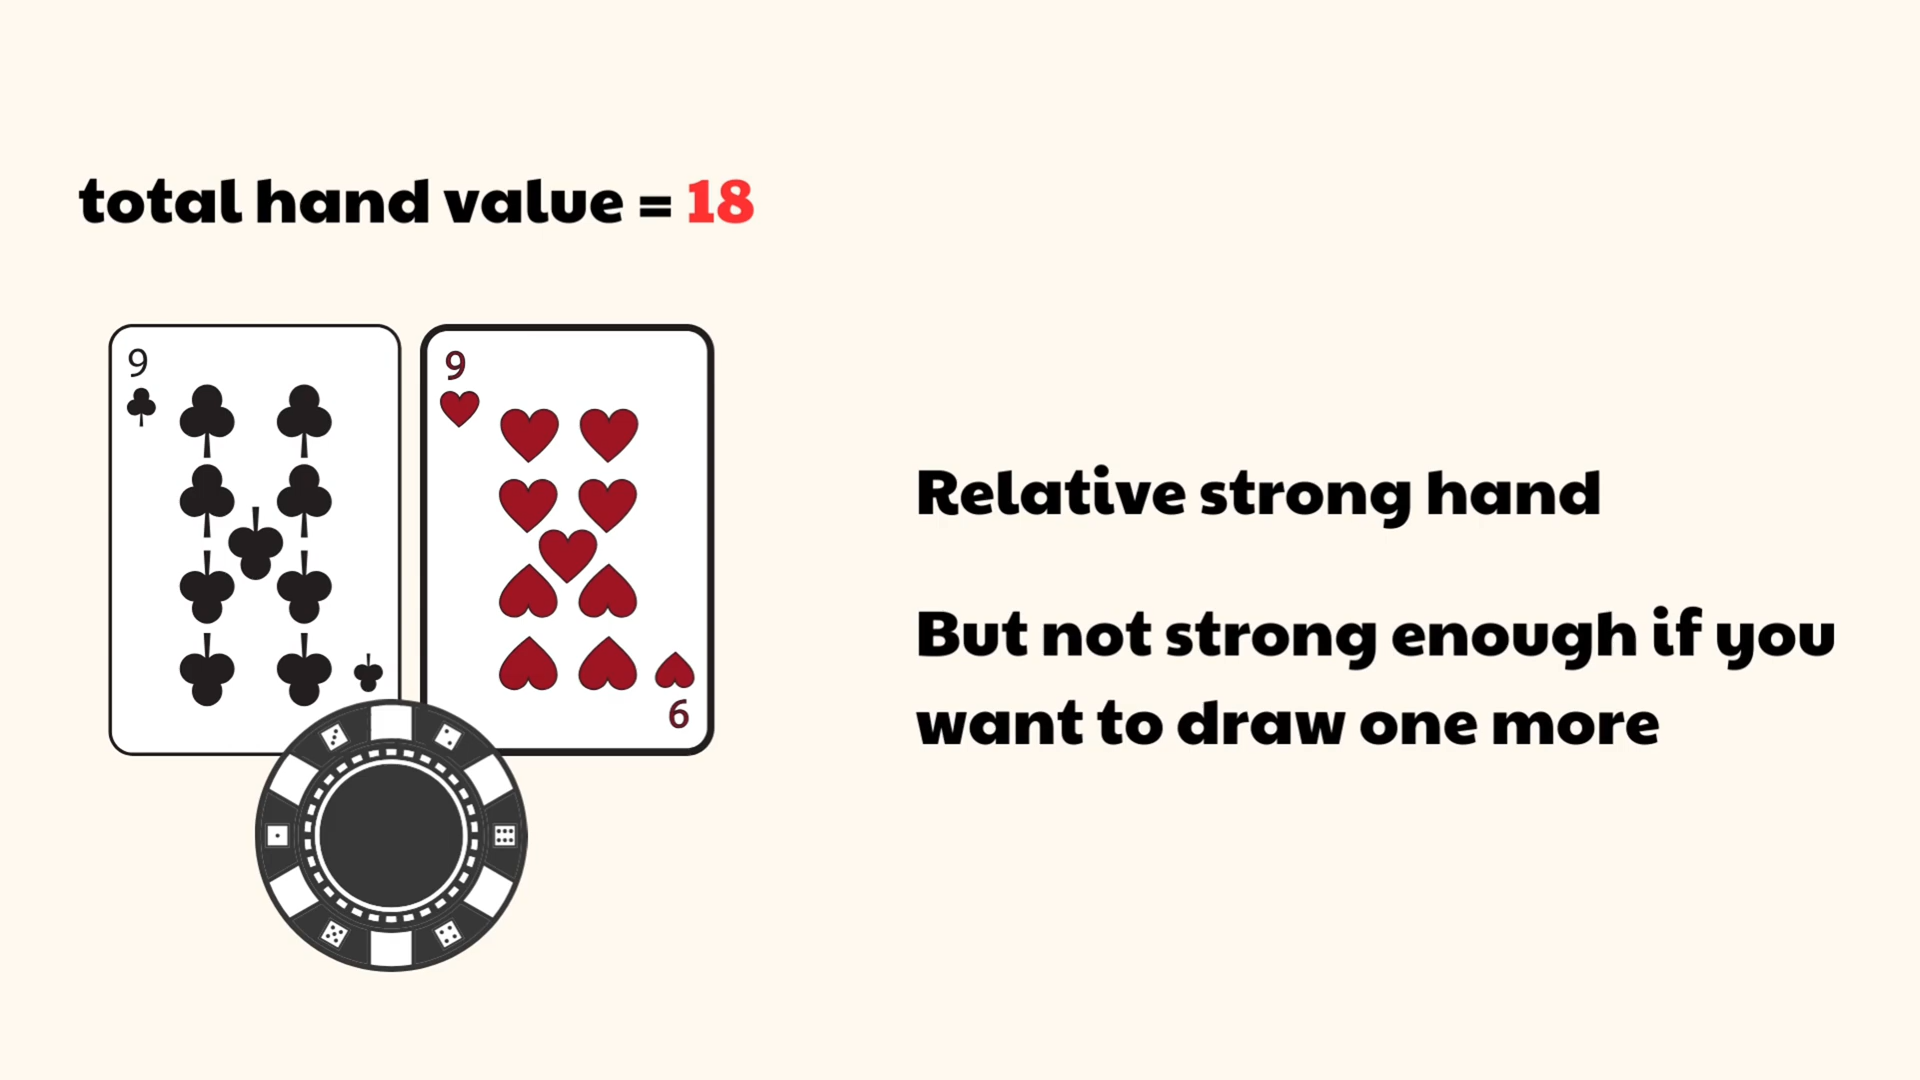 total hand value = 18
9
9
9
Relative strong hand
But not strong enough if you
want to draw one more